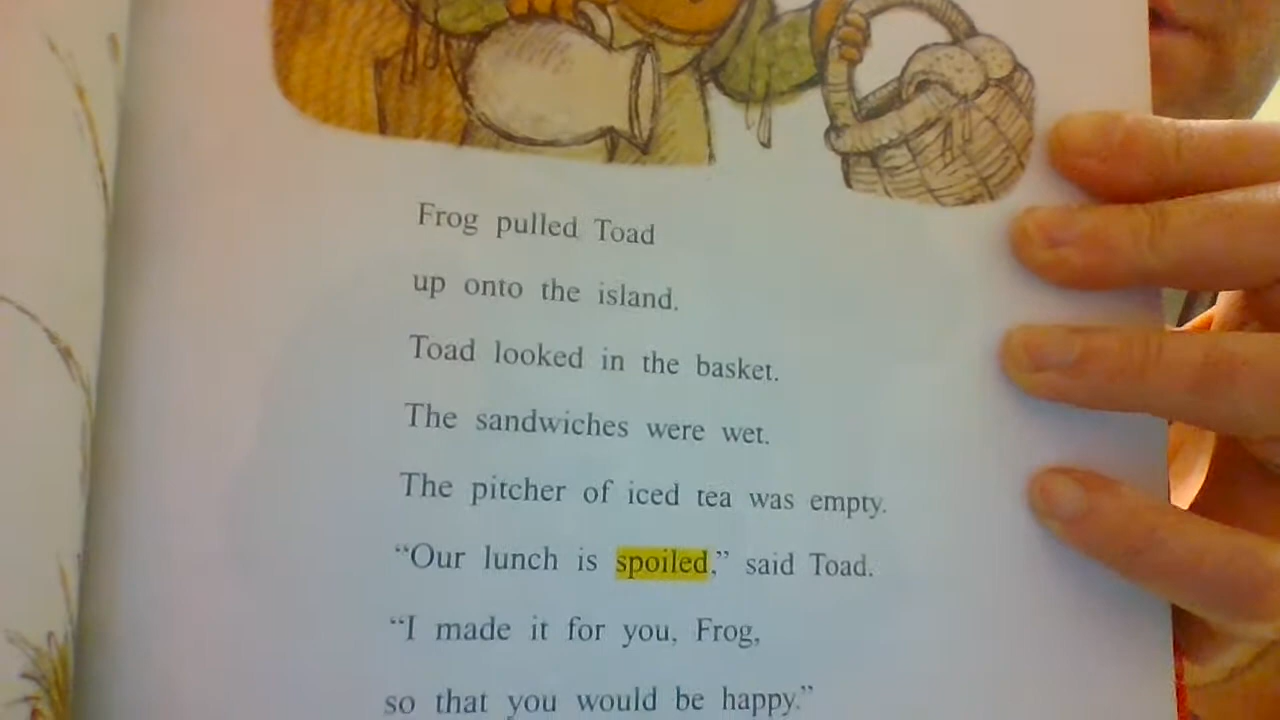 Frog pulled Toad
up onto the island.
Toad looked in the basket.
The sandwiches were wet.
The pitcher of iced tea was empty.
“Our lunch is spoiled,” said Toad.
“I made it for you, Frog,
so that you would be happy.”